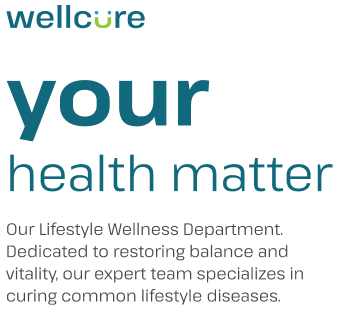 wellcure
your
health matter
Our Lifestyle Wellness Department.
Dedicated to restoring balance and
vitality, our expert team specializes in
curing common lifestyle diseases.